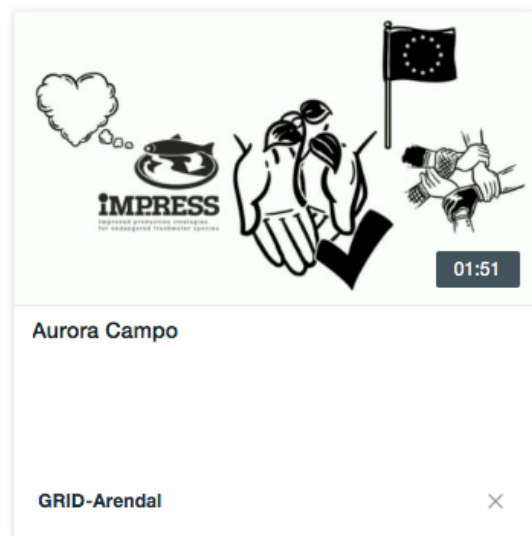 iMPRESS
Improved production strategies
for endangered freshwater species
01:51
Aurora Campo
GRID-Arendal